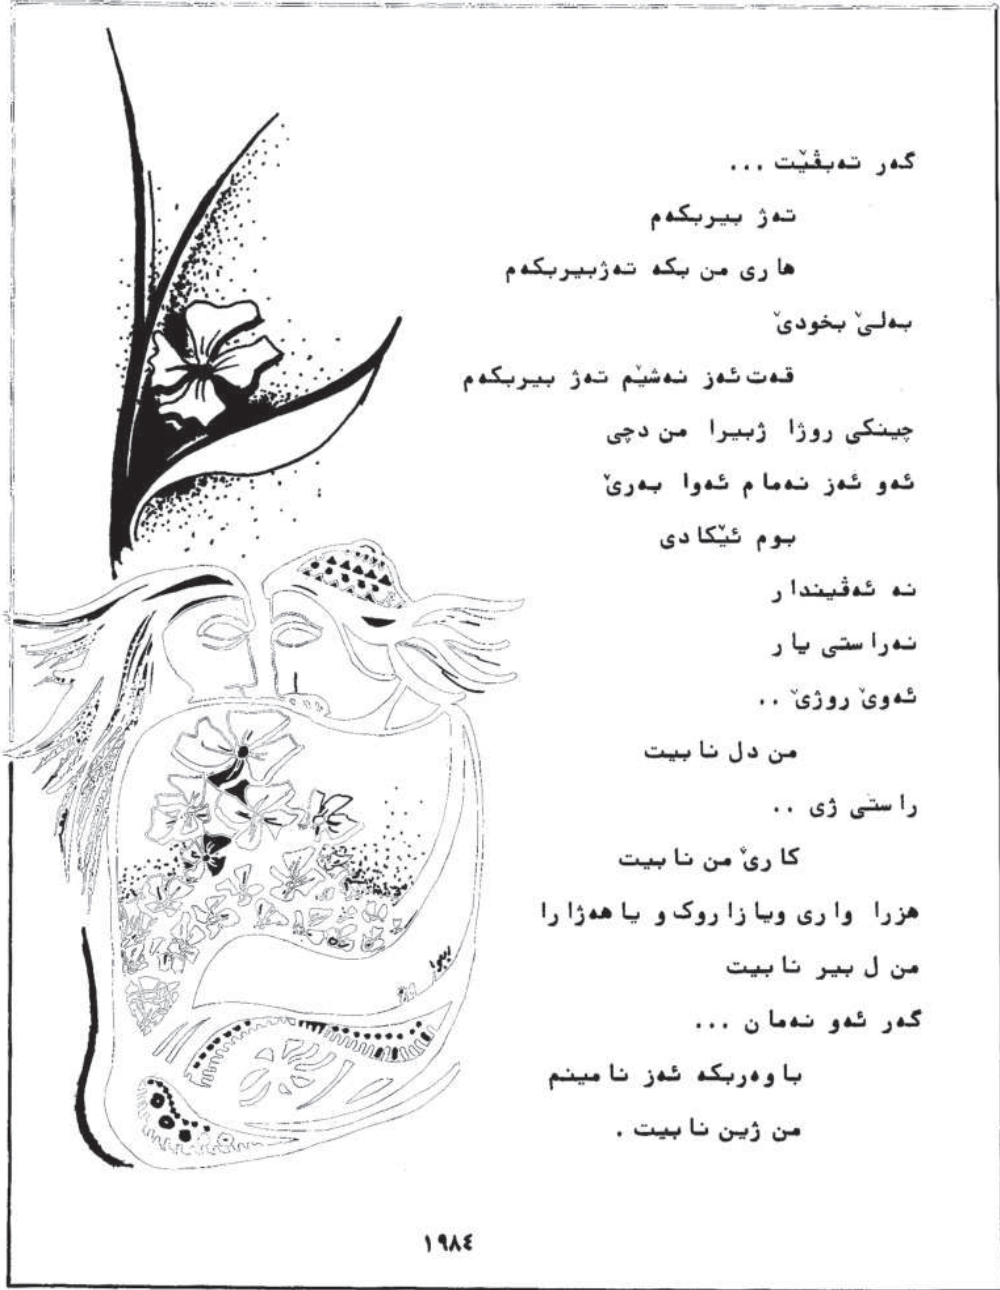 گەر تەبڤێت ...
تەژ بیربکەم
هاری من بکە تەژبیربکەم
بەلێ بخودێ
قەت ئەز نەشێم تەژ بیربکەم
چینکی روژا ژبیرا من دچی
ئەو ئەز نەمام ئەوا بەرێ
بوم ئێکادی
نە ئەڤیندار
نەراستی یار
ئەوێ روژێ ..
من دل نابیت
راستی ژی ..
کارێ من نابیت
هزرا واری ویا زاروک و یا هەژارا
من ل بیر نابیت
گەر ئەو نەمان ...
باوەربکە ئەز نامینم
من ژین نابیت .
١٩٨٤